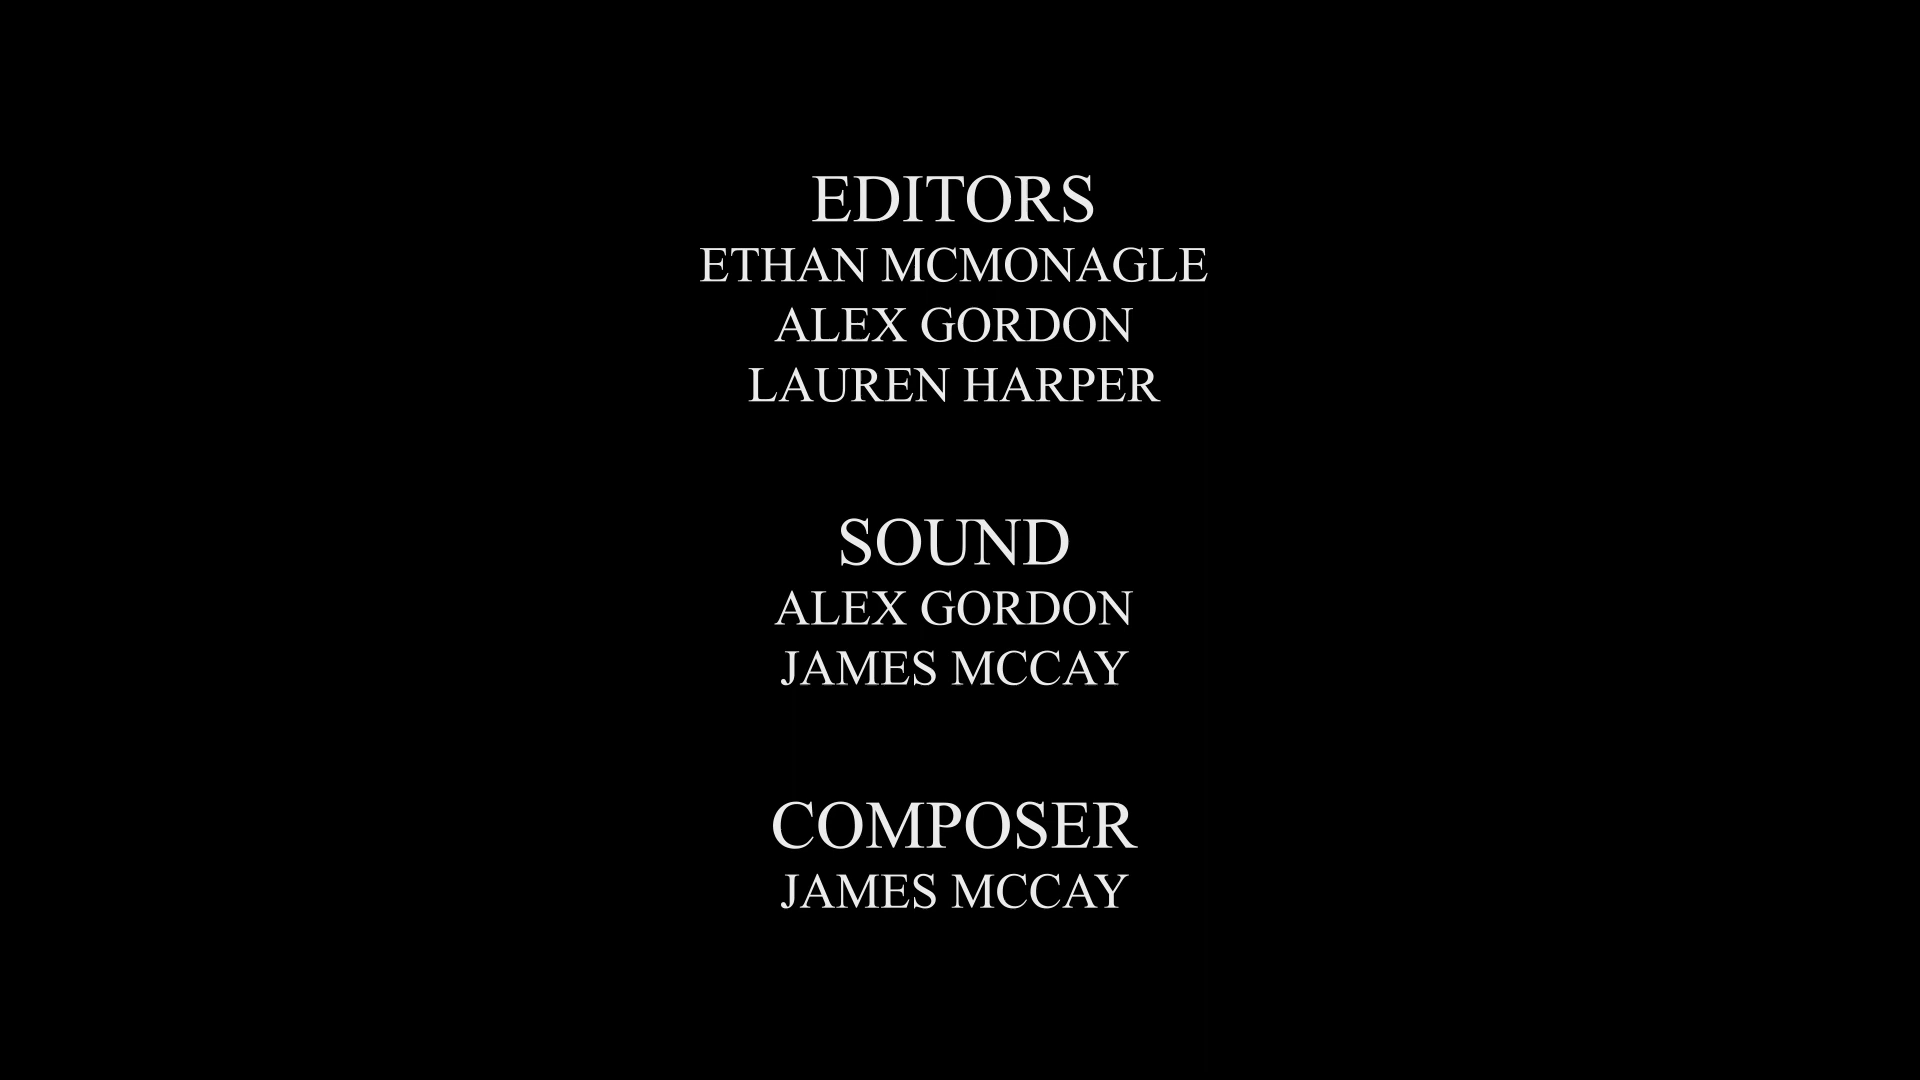 EDITORS
ETHAN MCMONAGLE
ALEX GORDON
LAUREN HARPER
SOUND
ALEX GORDON
JAMES MCCAY
COMPOSER
JAMES MCCAY